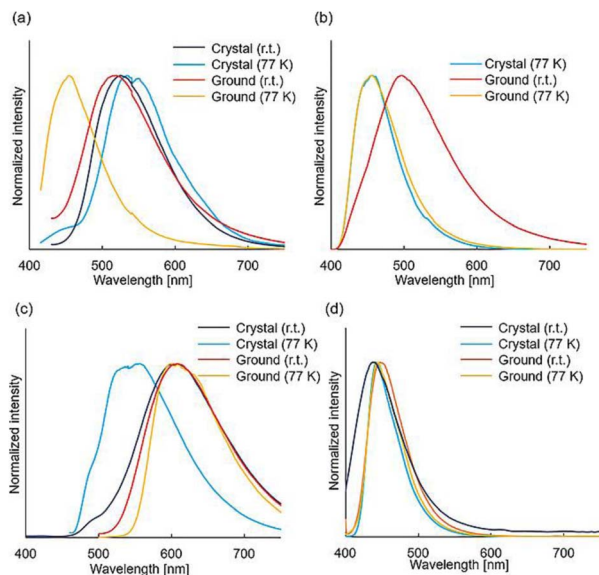 (a)
Crystal (r.t.)
Crystal (77 K)
Ground (r.t.)
Ground (77 K)
Normalized intensity
400 500 600 700
Wavelength [nm]
(b)
Crystal (77 K)
Ground (r.t.)
Ground (77 K)
Normalized intensity
400 500 600 700
Wavelength [nm]
(c)
Crystal (r.t.)
Crystal (77 K)
Ground (r.t.)
Ground (77 K)
Normalized intensity
400 500 600 700
Wavelength [nm]
(d)
Crystal (r.t.)
Crystal (77 K)
Ground (r.t.)
Ground (77 K)
Normalized intensity
400 500 600 700
Wavelength [nm]